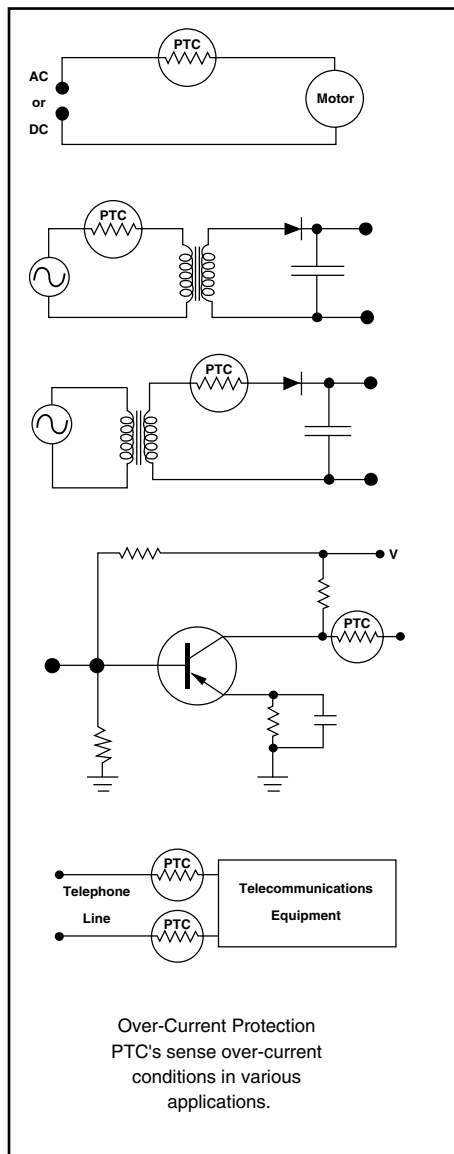 PTC
AC
or
DC
Motor
PTC
PTC
V
PTC
PTC
Telephone
Line
Telecommunications
Equipment
PTC
Over-Current Protection
PTC's sense over-current
conditions in various
applications.